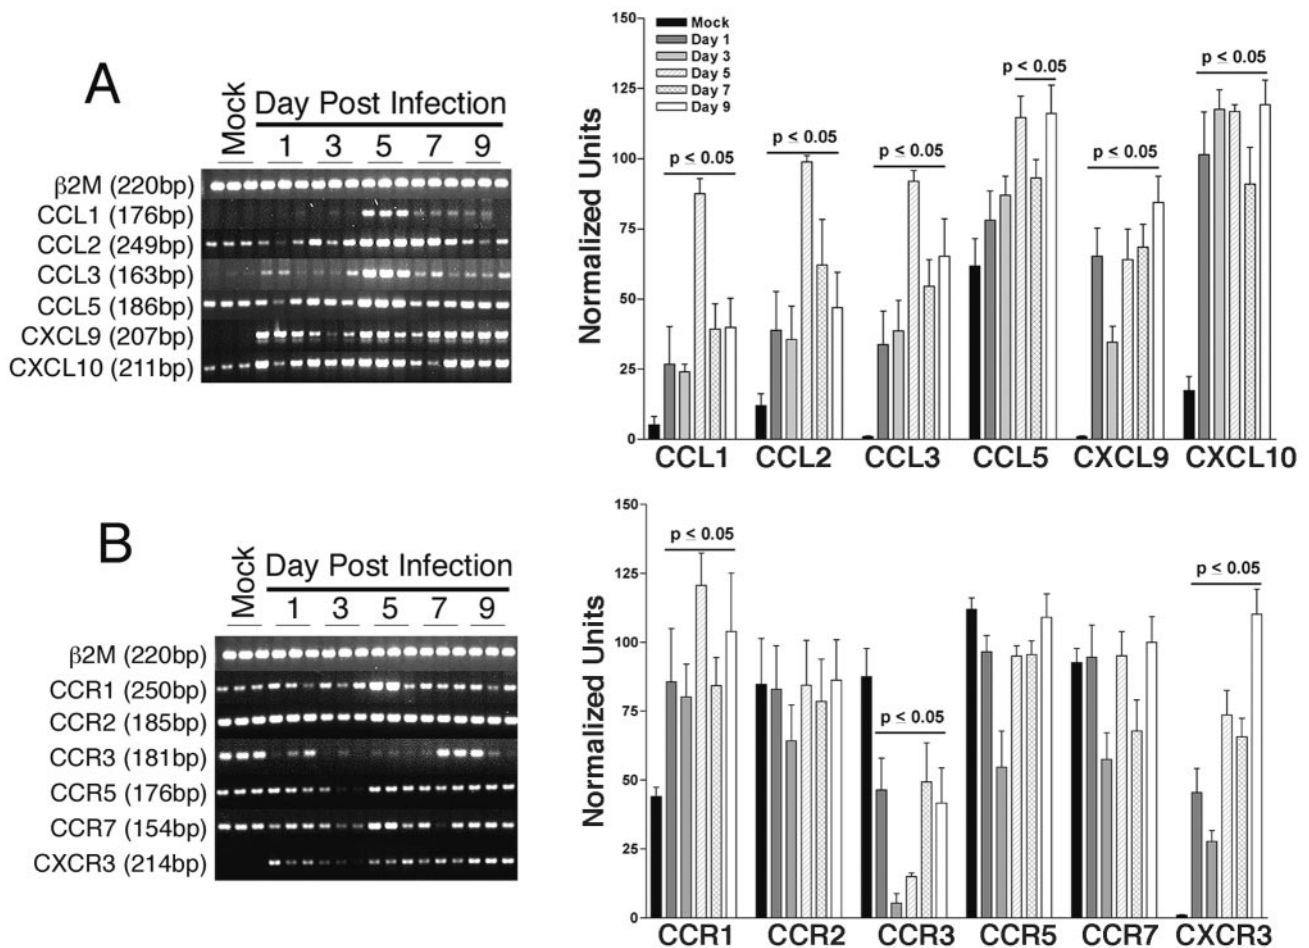 A
Mock
Day Post Infection
1 3 5 7 9
β2M (220bp)
CCL1 (176bp)
CCL2 (249bp)
CCL3 (163bp)
CCL5 (186bp)
CXCL9 (207bp)
CXCL10 (211bp)
Normalized Units
150
125
100
75
50
25
0
Mock
Day 1
Day 3
Day 5
Day 7
Day 9
p ≤ 0.05
p ≤ 0.05
p ≤ 0.05
p ≤ 0.05
p ≤ 0.05
p ≤ 0.05
CCL1 CCL2 CCL3 CCL5 CXCL9 CXCL10
B
Mock
Day Post Infection
1 3 5 7 9
β2M (220bp)
CCR1 (250bp)
CCR2 (185bp)
CCR3 (181bp)
CCR5 (176bp)
CCR7 (154bp)
CXCR3 (214bp)
Normalized Units
150
125
100
75
50
25
0
p ≤ 0.05
p ≤ 0.05
p ≤ 0.05
CCR1 CCR2 CCR3 CCR5 CCR7 CXCR3